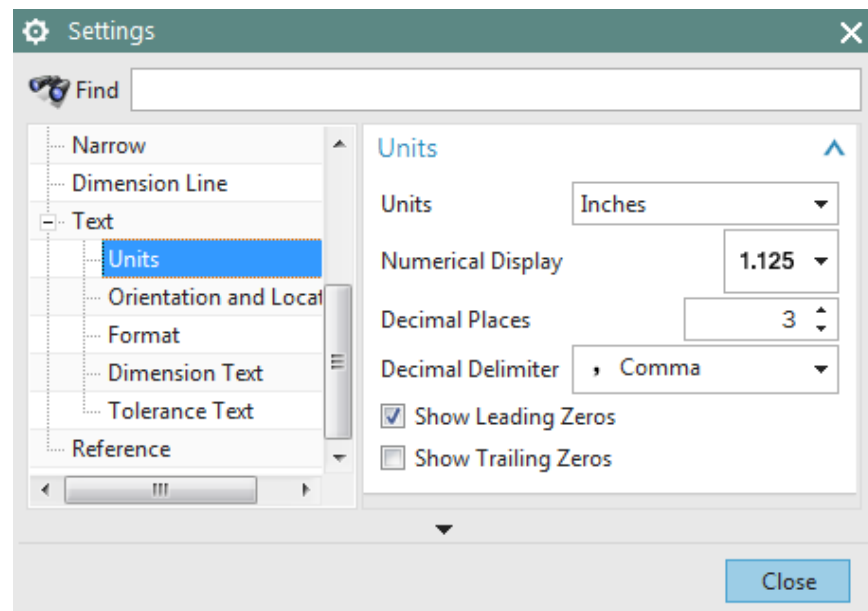 Settings
Find
Narrow
Dimension Line
Text
Units
Orientation and Locat
Format
Dimension Text
Tolerance Text
Reference
Units
Units Inches
Numerical Display 1.125
Decimal Places 3
Decimal Delimiter , Comma
Show Leading Zeros
Show Trailing Zeros
Close